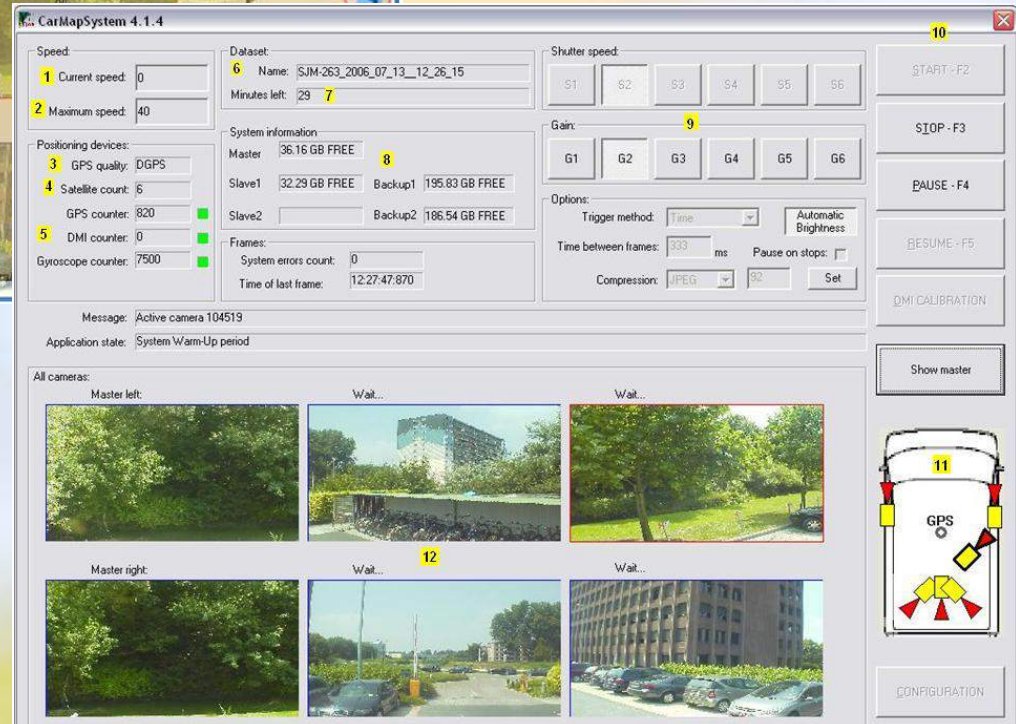 CarMapSystem 4.1.4
Speed:
1 Current speed: 0
2 Maximum speed: 40
Positioning devices:
3 GPS quality: DGPS
4 Satellite count: 6
GPS counter: 820
5 DMI counter: 0
Gyroscope counter: 7500
Dataset:
6 Name: SJM-263_2006_07_13__12_26_15
Minutes left: 29 7
System information
Master 36.16 GB FREE 8
Slave1 32.29 GB FREE Backup1 195.83 GB FREE
Slave2 Backup2 186.54 GB FREE
Frames:
System errors count: 0
Time of last frame: 12:27:47:870
Shutter speed:
S1 S2 S3 S4 S5 S6
Gain: 9
G1 G2 G3 G4 G5 G6
Options:
Trigger method: Time Automatic Brightness
Time between frames: 333 ms Pause on stops:
Compression: JPEG 92 Set
10
START - F2
STOP - F3
PAUSE - F4
RESUME - F5
DMI CALIBRATION
Show master
Message: Active camera 104519
Application state: System Warm-Up period
All cameras:
Master left: Wait... Wait...
12
Master right: Wait... Wait...
11
GPS
CONFIGURATION